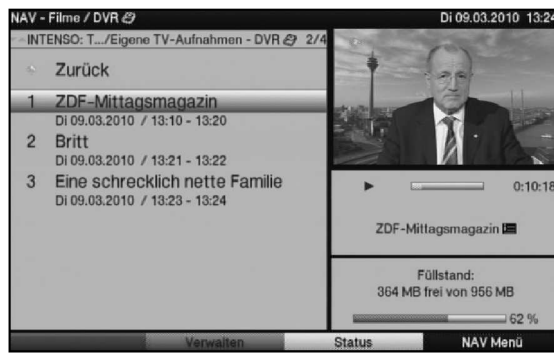 NAV - Filme / DVR
Di 09.03.2010 13:24
INTENSO: T.../Eigene TV-Aufnahmen - DVR 2/4
Zurück
1 ZDF-Mittagsmagazin
Di 09.03.2010 / 13:10 - 13:20
2 Britt
Di 09.03.2010 / 13:21 - 13:22
3 Eine schrecklich nette Familie
Di 09.03.2010 / 13:23 - 13:24
0:10:18
ZDF-Mittagsmagazin
Füllstand:
364 MB frei von 956 MB
62 %
Verwalten
Status
NAV Menü